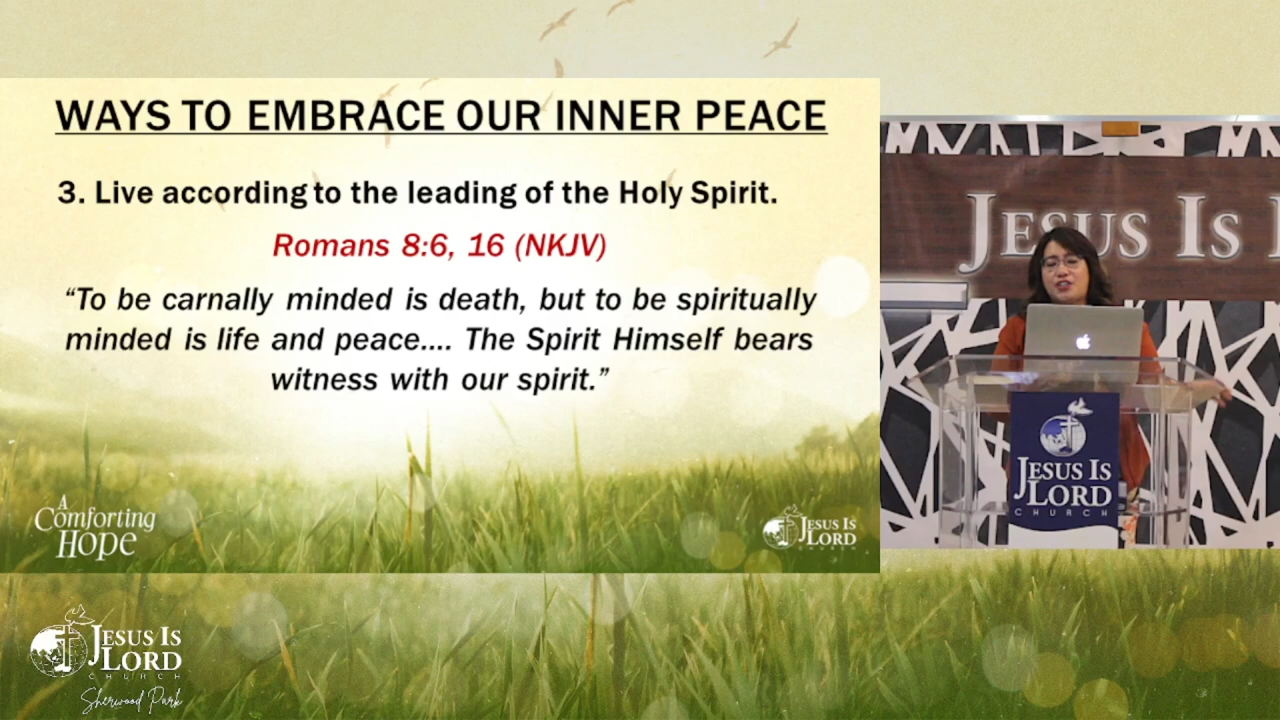 WAYS TO EMBRACE OUR INNER PEACE
3. Live according to the leading of the Holy Spirit.
Romans 8:6, 16 (NKJV)
“To be carnally minded is death, but to be spiritually
minded is life and peace.... The Spirit Himself bears
witness with our spirit.”
A
Comforting
HOPE
JESUS IS
LORD
CHURCH
JESUS IS
JESUS IS
LORD
CHURCH
JESUS IS
LORD
CHURCH
Sherwood Park